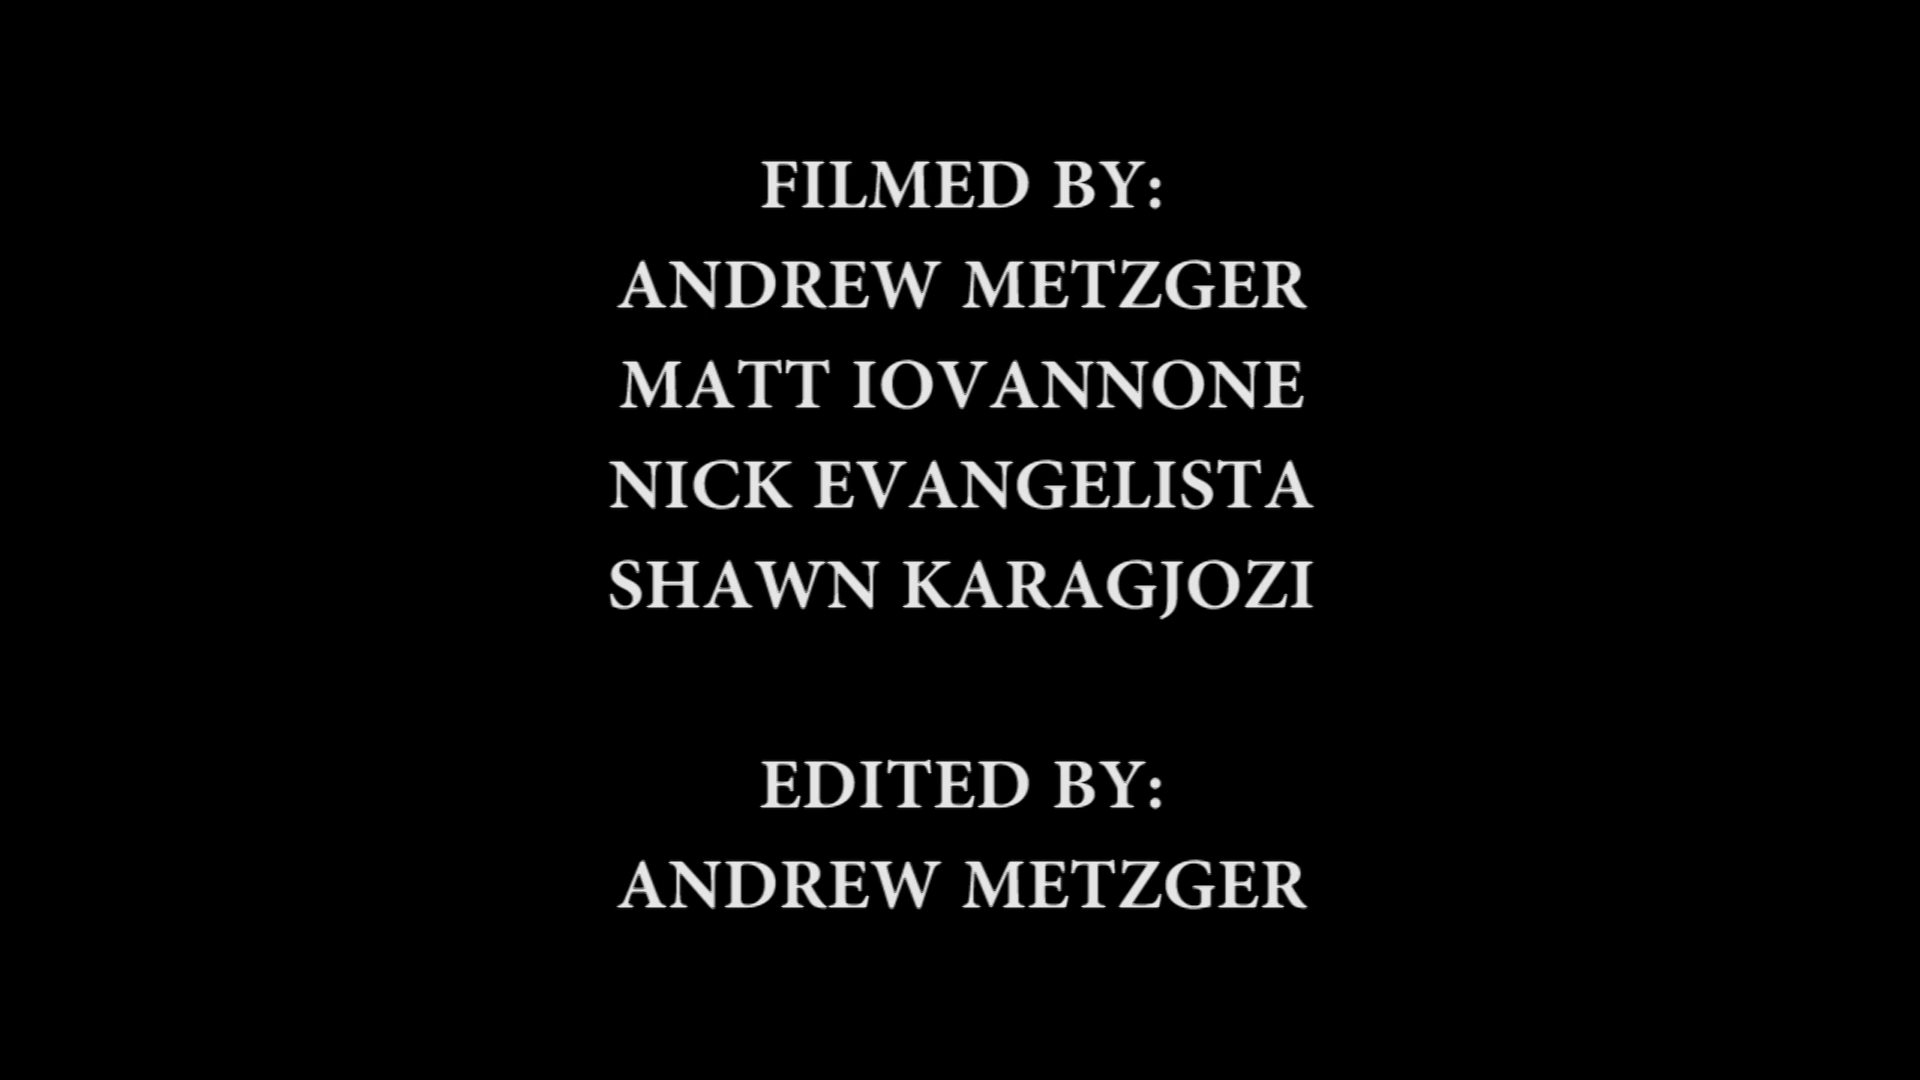 FILMED BY:
ANDREW METZGER
MATT IOVANNONE
NICK EVANGELISTA
SHAWN KARAGJOZI
EDITED BY:
ANDREW METZGER